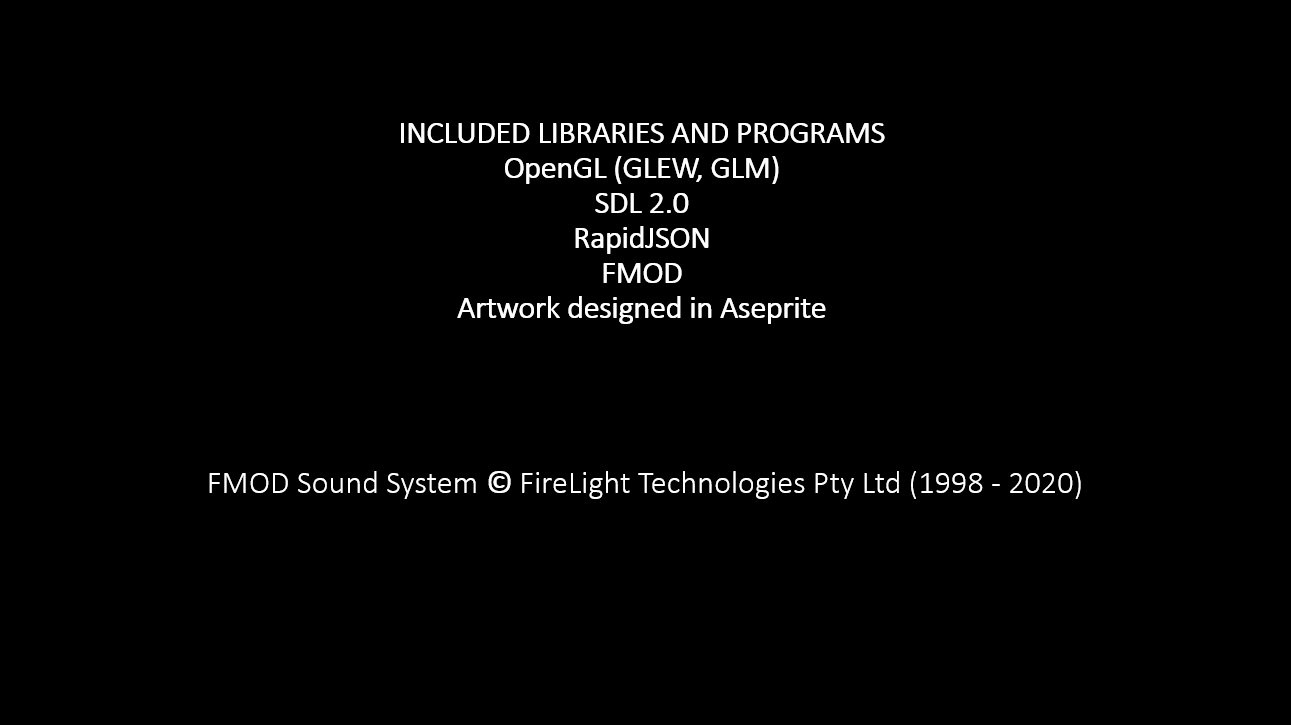 INCLUDED LIBRARIES AND PROGRAMS
OpenGL (GLEW, GLM)
SDL 2.0
RapidJSON
FMOD
Artwork designed in Aseprite
FMOD Sound System © FireLight Technologies Pty Ltd (1998 - 2020)